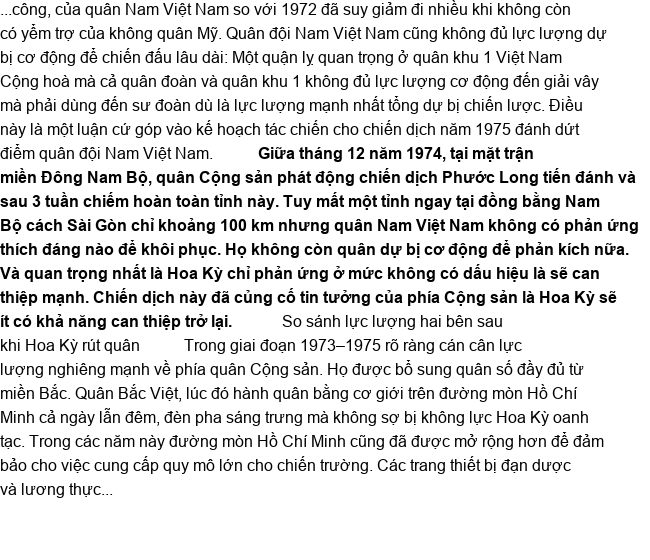 ...công, của quân Nam Việt Nam so với 1972 đã suy giảm đi nhiều khi không còn
có yểm trợ của không quân Mỹ. Quân đội Nam Việt Nam cũng không đủ lực lượng dự
bị cơ động để chiến đấu lâu dài: Một quận lỵ quan trọng ở quân khu 1 Việt Nam
Cộng hoà mà cả quân đoàn và quân khu 1 không đủ lực lượng cơ động đến giải vây
mà phải dùng đến sư đoàn dù là lực lượng mạnh nhất tổng dự bị chiến lược. Điều
này là một luận cứ góp vào kế hoạch tác chiến cho chiến dịch năm 1975 đánh dứt
điểm quân đội Nam Việt Nam. Giữa tháng 12 năm 1974, tại mặt trận
miền Đông Nam Bộ, quân Cộng sản phát động chiến dịch Phước Long tiến đánh và
sau 3 tuần chiếm hoàn toàn tỉnh này. Tuy mất một tỉnh ngay tại đồng bằng Nam
Bộ cách Sài Gòn chỉ khoảng 100 km nhưng quân Nam Việt Nam không có phản ứng
thích đáng nào để khôi phục. Họ không còn quân dự bị cơ động để phản kích nữa.
Và quan trọng nhất là Hoa Kỳ chỉ phản ứng ở mức không có dấu hiệu là sẽ can
thiệp mạnh. Chiến dịch này đã củng cố tin tưởng của phía Cộng sản là Hoa Kỳ sẽ
ít có khả năng can thiệp trở lại. So sánh lực lượng hai bên sau
khi Hoa Kỳ rút quân Trong giai đoạn 1973–1975 rõ ràng cán cân lực
lượng nghiêng mạnh về phía quân Cộng sản. Họ được bổ sung quân số đầy đủ từ
miền Bắc. Quân Bắc Việt, lúc đó hành quân bằng cơ giới trên đường mòn Hồ Chí
Minh cả ngày lẫn đêm, đèn pha sáng trưng mà không sợ bị không lực Hoa Kỳ oanh
tạc. Trong các năm này đường mòn Hồ Chí Minh cũng đã được mở rộng hơn để đảm
bảo cho việc cung cấp quy mô lớn cho chiến trường. Các trang thiết bị đạn dược
và lương thực...